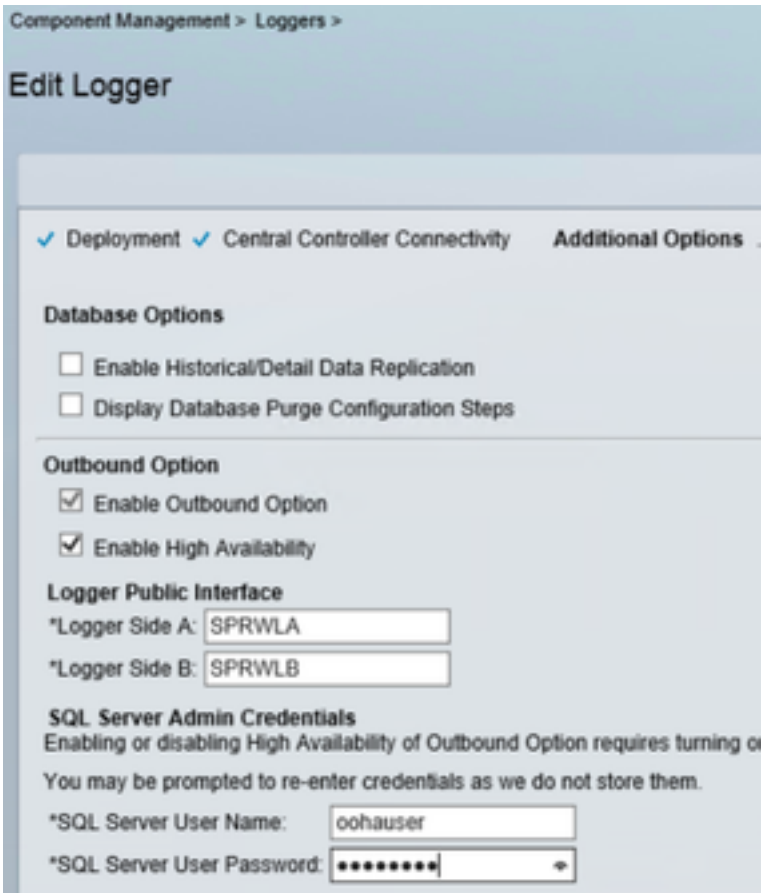 Component Management > Loggers >
Edit Logger
Deployment Central Controller Connectivity Additional Options
Database Options
Enable Historical/Detail Data Replication
Display Database Purge Configuration Steps
Outbound Option
Enable Outbound Option
Enable High Availability
Logger Public Interface
*Logger Side A: SPRWLA
*Logger Side B: SPRWLB
SQL Server Admin Credentials
Enabling or disabling High Availability of Outbound Option requires turning
You may be prompted to re-enter credentials as we do not store them.
*SQL Server User Name: oohauser
*SQL Server User Password: ●●●●●●●●●